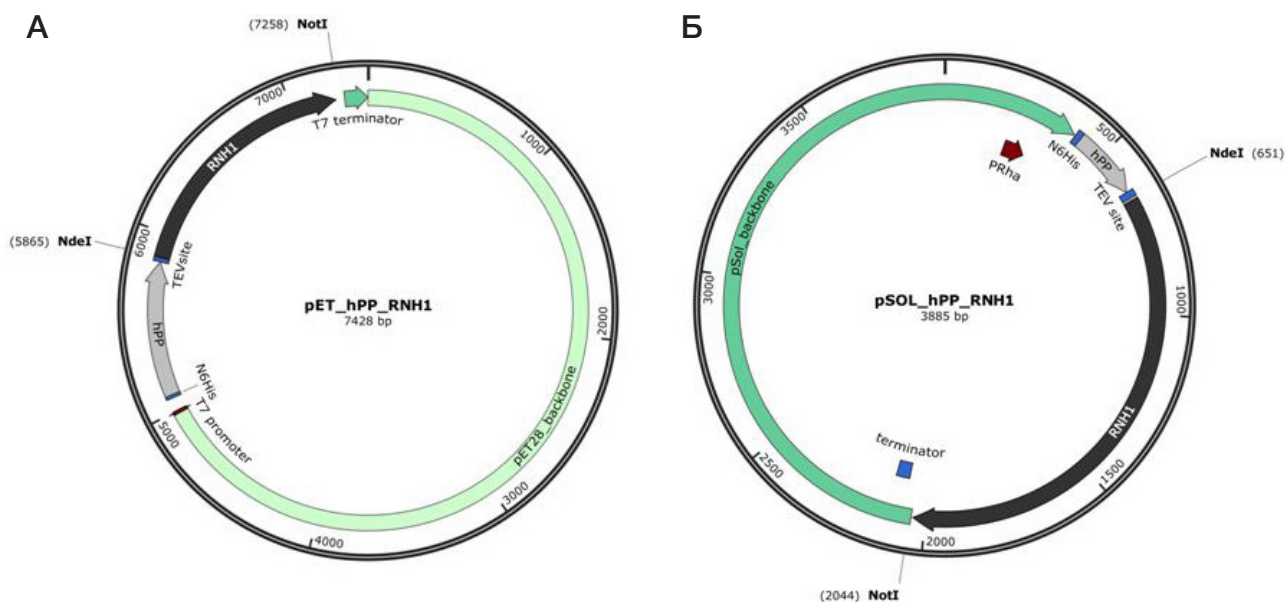 А
(7258) NotI
7000
T7 terminator
1000
RNH1
(5865) NdeI
6000
TEVsite
pET_hPP_RNH1
7428 bp
2000
hPP
N6His
T7 promoter
5000
pET28_backbone
3000
4000
Б
3500
500
N6His
hPP
PRha
NdeI (651)
TEV site
pSol_backbone
3000
pSOL_hPP_RNH1
3885 bp
1000
RNH1
terminator
2500
1500
2000
(2044) NotI